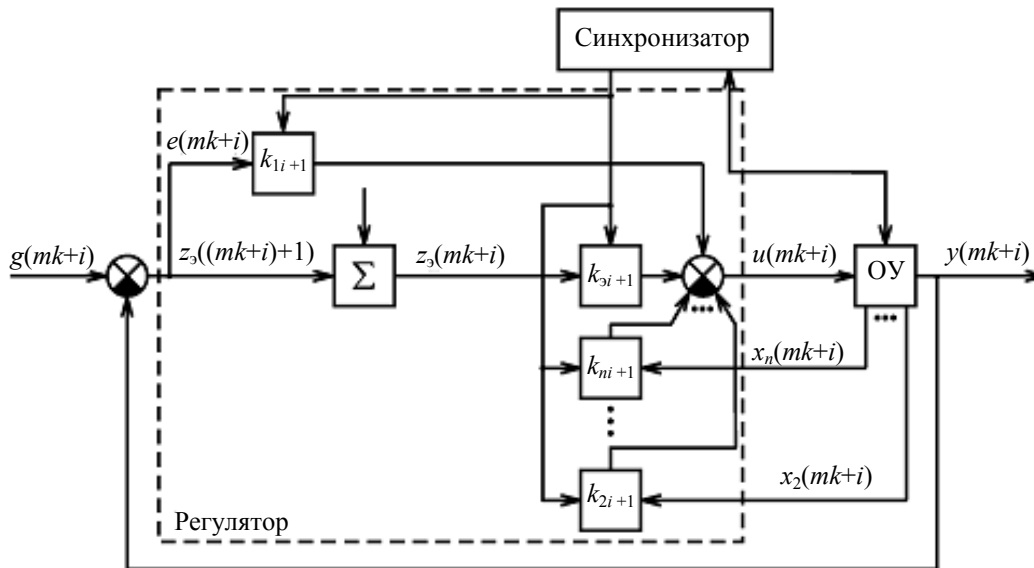 Синхронизатор
e(mk+i)
k1i+1
g(mk+i)
zэ((mk+i)+1)
Σ
zэ(mk+i)
kэi+1
u(mk+i)
ОУ
y(mk+i)
...
...
kni+1
xn(mk+i)
...
k2i+1
x2(mk+i)
Регулятор